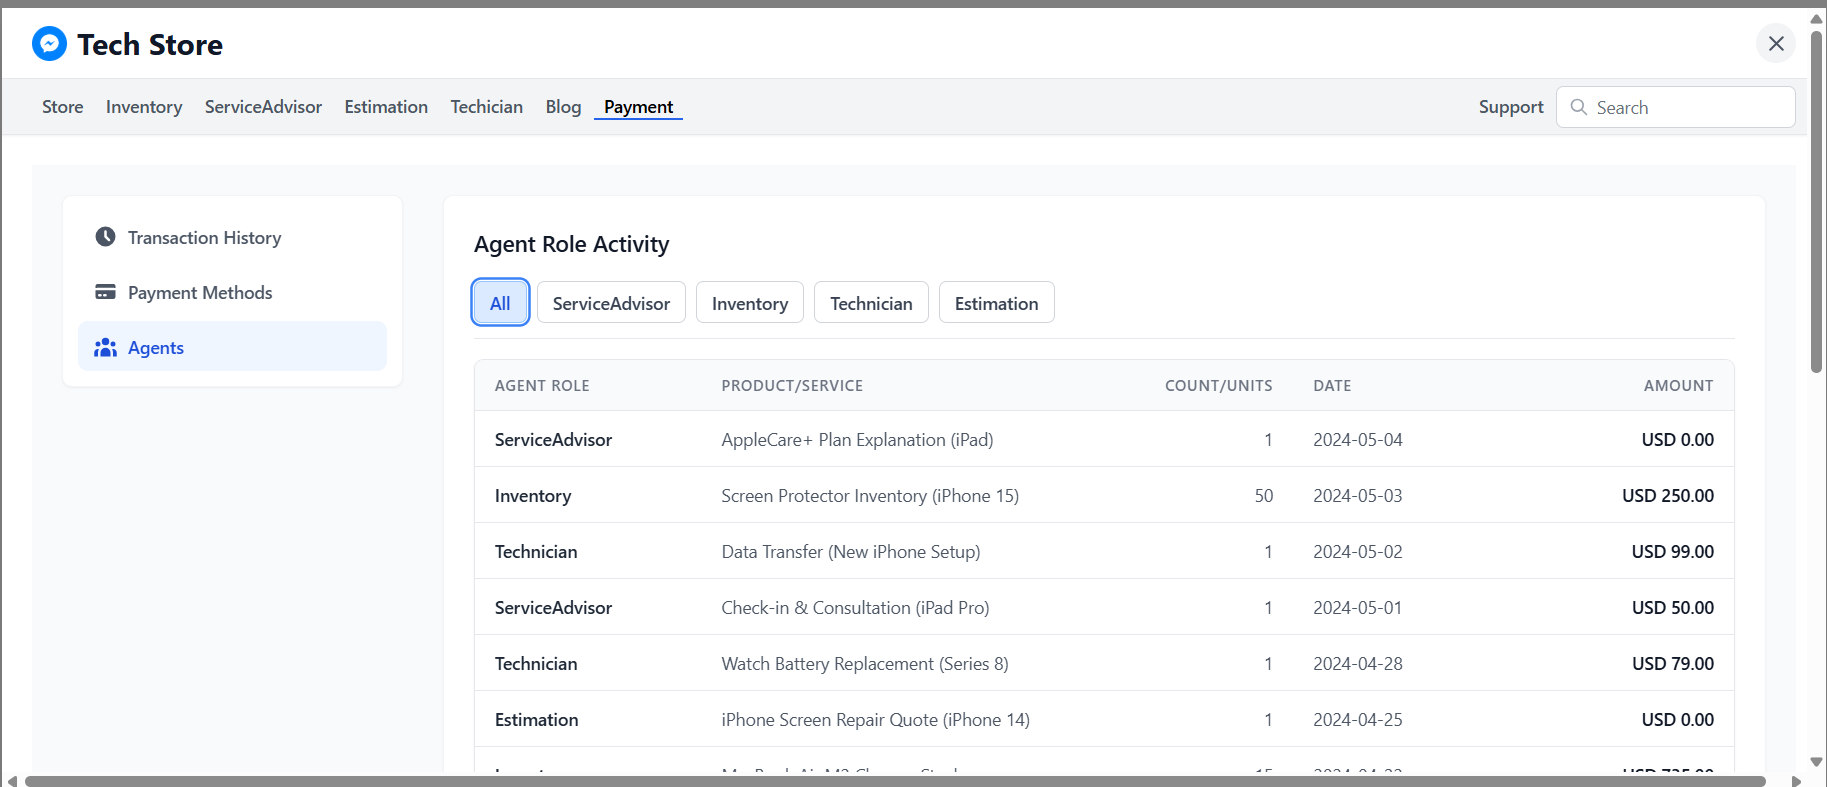 Tech Store
Store Inventory ServiceAdvisor Estimation Techician Blog Payment Support Search
Transaction History
Payment Methods
Agents
Agent Role Activity
All ServiceAdvisor Inventory Technician Estimation
AGENT ROLE PRODUCT/SERVICE COUNT/UNITS DATE AMOUNT
ServiceAdvisor AppleCare+ Plan Explanation (iPad) 1 2024-05-04 USD 0.00
Inventory Screen Protector Inventory (iPhone 15) 50 2024-05-03 USD 250.00
Technician Data Transfer (New iPhone Setup) 1 2024-05-02 USD 99.00
ServiceAdvisor Check-in & Consultation (iPad Pro) 1 2024-05-01 USD 50.00
Technician Watch Battery Replacement (Series 8) 1 2024-04-28 USD 79.00
Estimation iPhone Screen Repair Quote (iPhone 14) 1 2024-04-25 USD 0.00